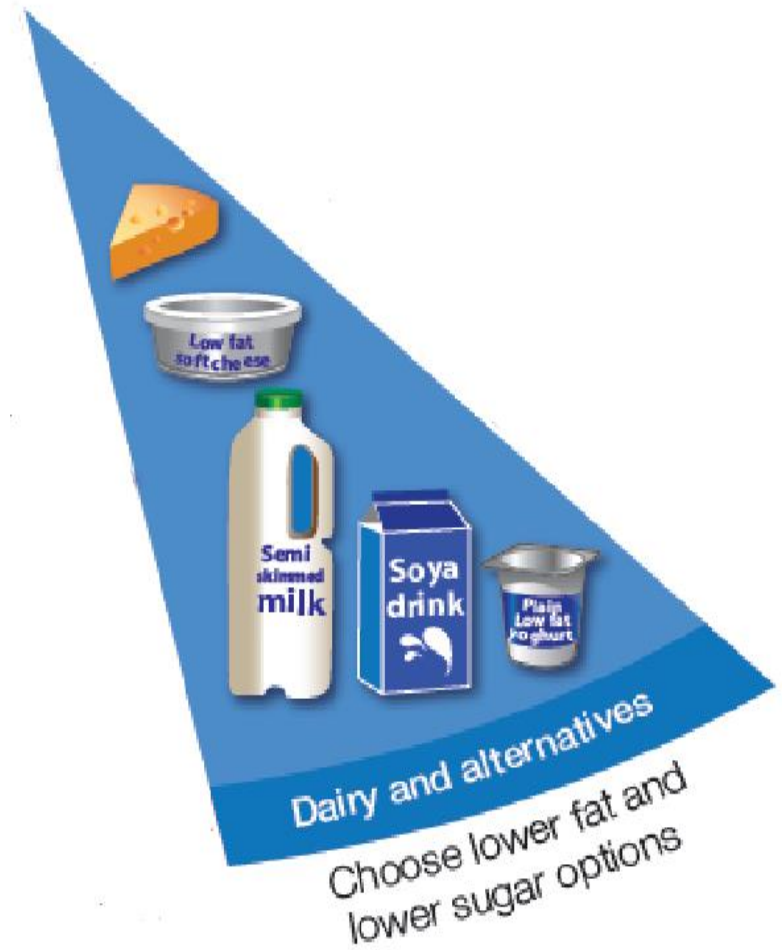 Low fat
soft cheese
Semi
skimmed
milk
Soya
drink
Plain
Low fat
yoghurt
Dairy and alternatives
Choose lower fat and
lower sugar options